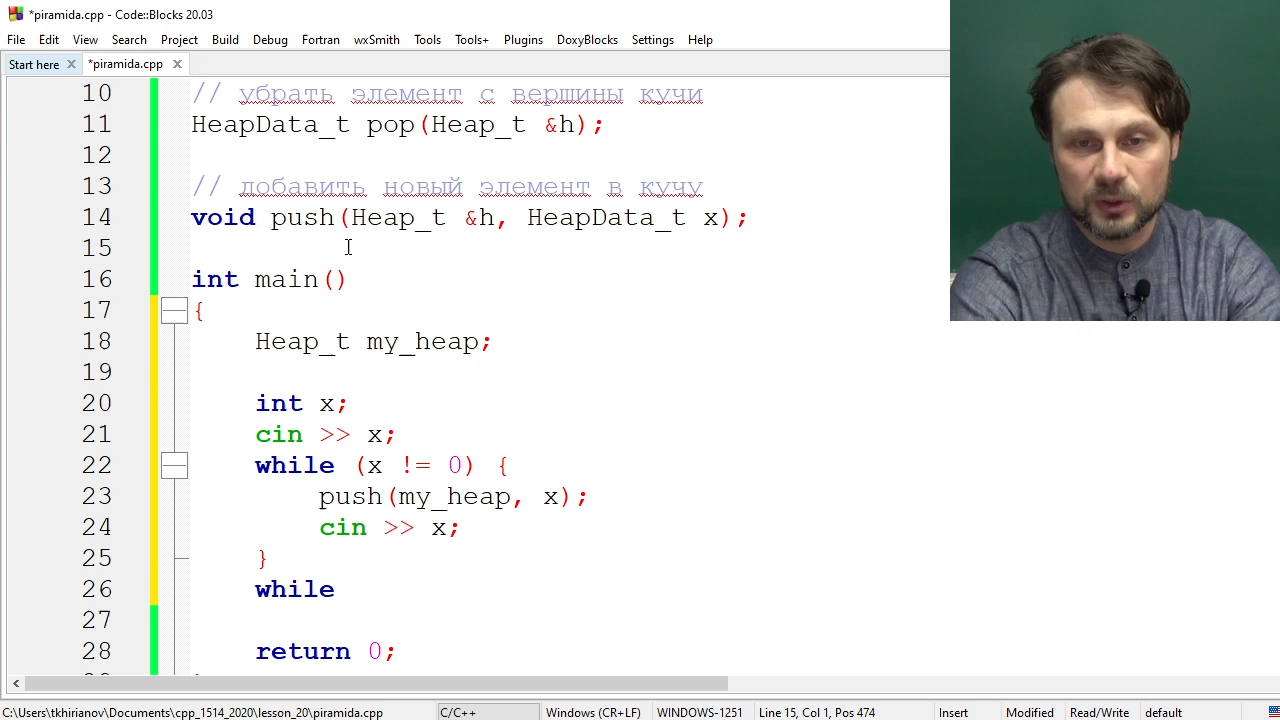 *piramida.cpp - Code::Blocks 20.03
File Edit View Search Project Build Debug Fortran wxSmith Tools Tools+ Plugins DoxyBlocks Settings Help
Start here *piramida.cpp
10 // убрать элемент с вершины кучи
11 HeapData_t pop(Heap_t &h);
12
13 // добавить новый элемент в кучу
14 void push(Heap_t &h, HeapData_t x);
15
16 int main()
17 {
18 Heap_t my_heap;
19
20 int x;
21 cin >> x;
22 while (x != 0) {
23 push(my_heap, x);
24 cin >> x;
25 }
26 while
27
28 return 0;
C:\Users\tkhirianov\Documents\cpp_1514_2020\lesson_20\piramida.cpp C/C++ Windows (CR+LF) WINDOWS-1251 Line 15, Col 1, Pos 474 Insert Modified Read/Write default